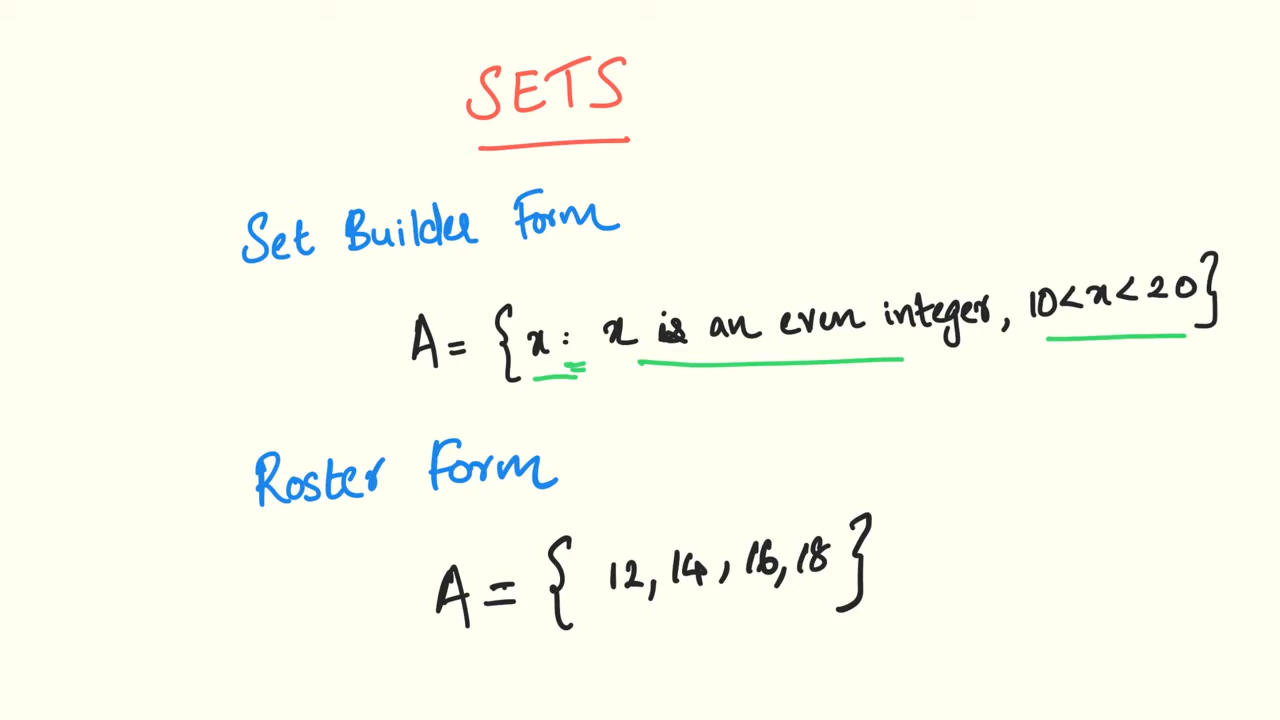 SETS
Set Builder Form
A = { x : x is an even integer, 10 < x < 20 }
Roster Form
A = { 12, 14, 16, 18 }